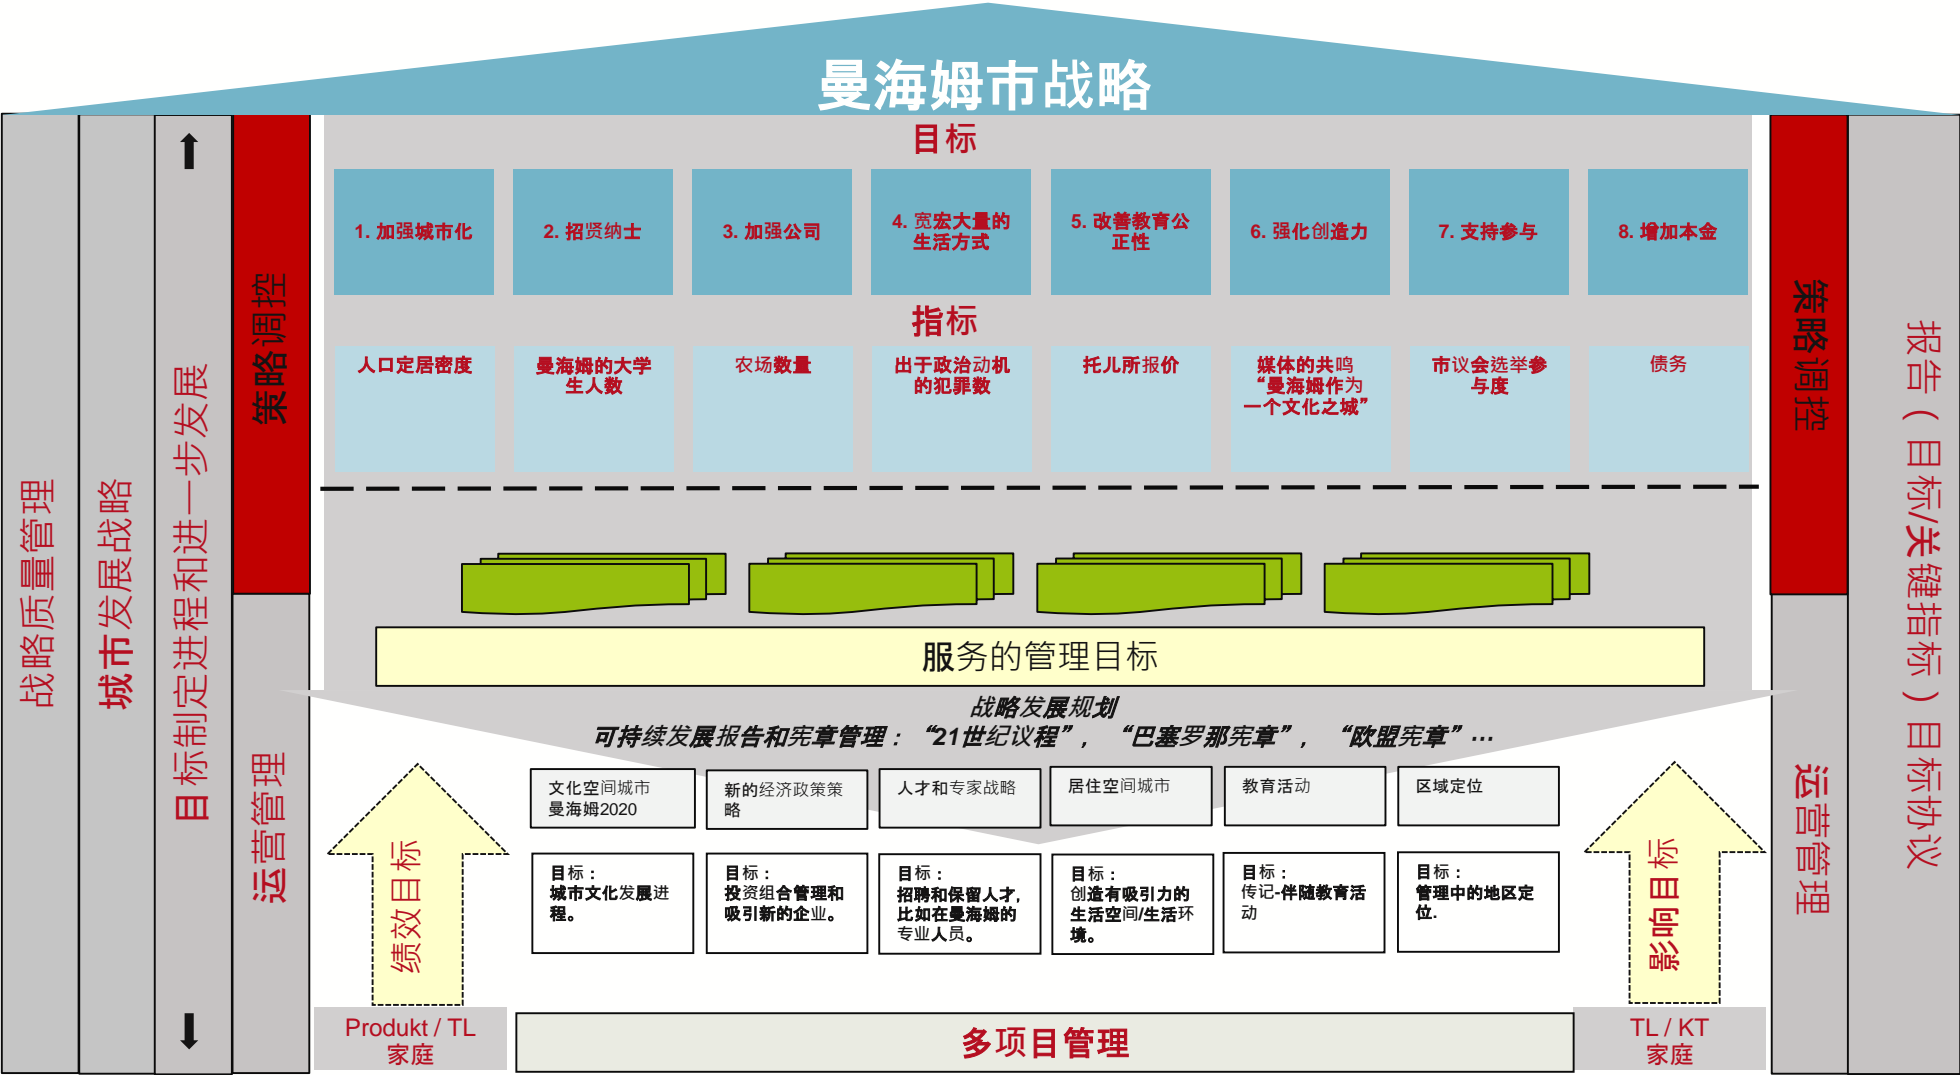 曼海姆市战略
目标
1. 加强城市化
2. 招贤纳士
3. 加强公司
4. 宽宏大量的
生活方式
5. 改善教育公
正性
6. 强化创造力
7. 支持参与
8. 增加本金
指标
人口定居密度
曼海姆的大学
生人数
农场数量
出于政治动机
的犯罪数
托儿所报价
媒体的共鸣
“曼海姆作为
一个文化之城”
市议会选举参
与度
债务
战略质量管理
城市发展战略
目标制定进程和进一步发展
策略调控
运营管理
策略调控
运营管理
报告（目标/关键指标）目标协议
服务的管理目标
战略发展规划
可持续发展报告和宪章管理：“21世纪议程”，“巴塞罗那宪章”，“欧盟宪章”…
文化空间城市
曼海姆2020
新的经济政策策
略
人才和专家战略
居住空间城市
教育活动
区域定位
目标：
城市文化发展进
程。
目标：
投资组合管理和
吸引新的企业。
目标：
招聘和保留人才,
比如在曼海姆的
专业人员。
目标：
创造有吸引力的
生活空间/生活环
境。
目标：
传记-伴随教育活
动
目标：
管理中的地区定
位.
绩效目标
影响目标
Produkt / TL
家庭
多项目管理
TL / KT
家庭